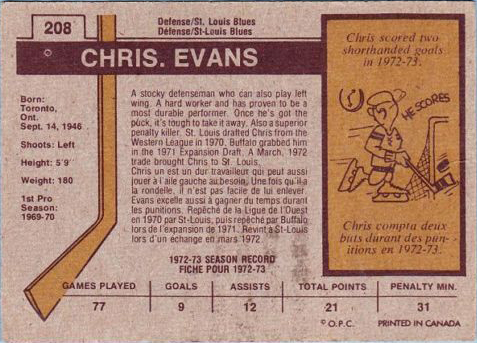 208
Defense/St. Louis Blues
Défense/St-Louis Blues
CHRIS. EVANS
Born:
Toronto,
Ont.
Sept. 14, 1946
Shoots: Left
Height: 5'9'
Weight: 180
1st Pro
Season:
1969-70
A stocky defenseman who can also play left
wing. A hard worker and has proven to be a
most durable performer. Once he's got the
puck, it's tough to take it away. Also a superior
penalty killer. St. Louis drafted Chris from the
Western League in 1970. Buffalo grabbed him
in the 1971 Expansion Draft. A March, 1972
trade brought Chris to St. Louis.
Chris un est un dur travailleur qui peut aussi
jouer à l'aile gauche au besoin. Une fois qu'il a
la rondelle, il n'est pas facile de lui enlever.
Evans excelle aussi à gagner du temps durant
les punitions. Repêché de la Ligue de l'Ouest
en 1970 par St-Louis, puis repêché par Buffalo
lors de l'expansion de 1971. Revint à St-Louis
lors d'un échange en mars 1972.
Chris scored two
shorthanded goals
in 1972-73.
HE SCORES
Chris compta deux
buts durant des pun-
itions en 1972-73.
1972-73 SEASON RECORD
FICHE POUR 1972-73
GAMES PLAYED GOALS ASSISTS TOTAL POINTS PENALTY MIN.
77 9 12 21 31
© O.P.C. PRINTED IN CANADA